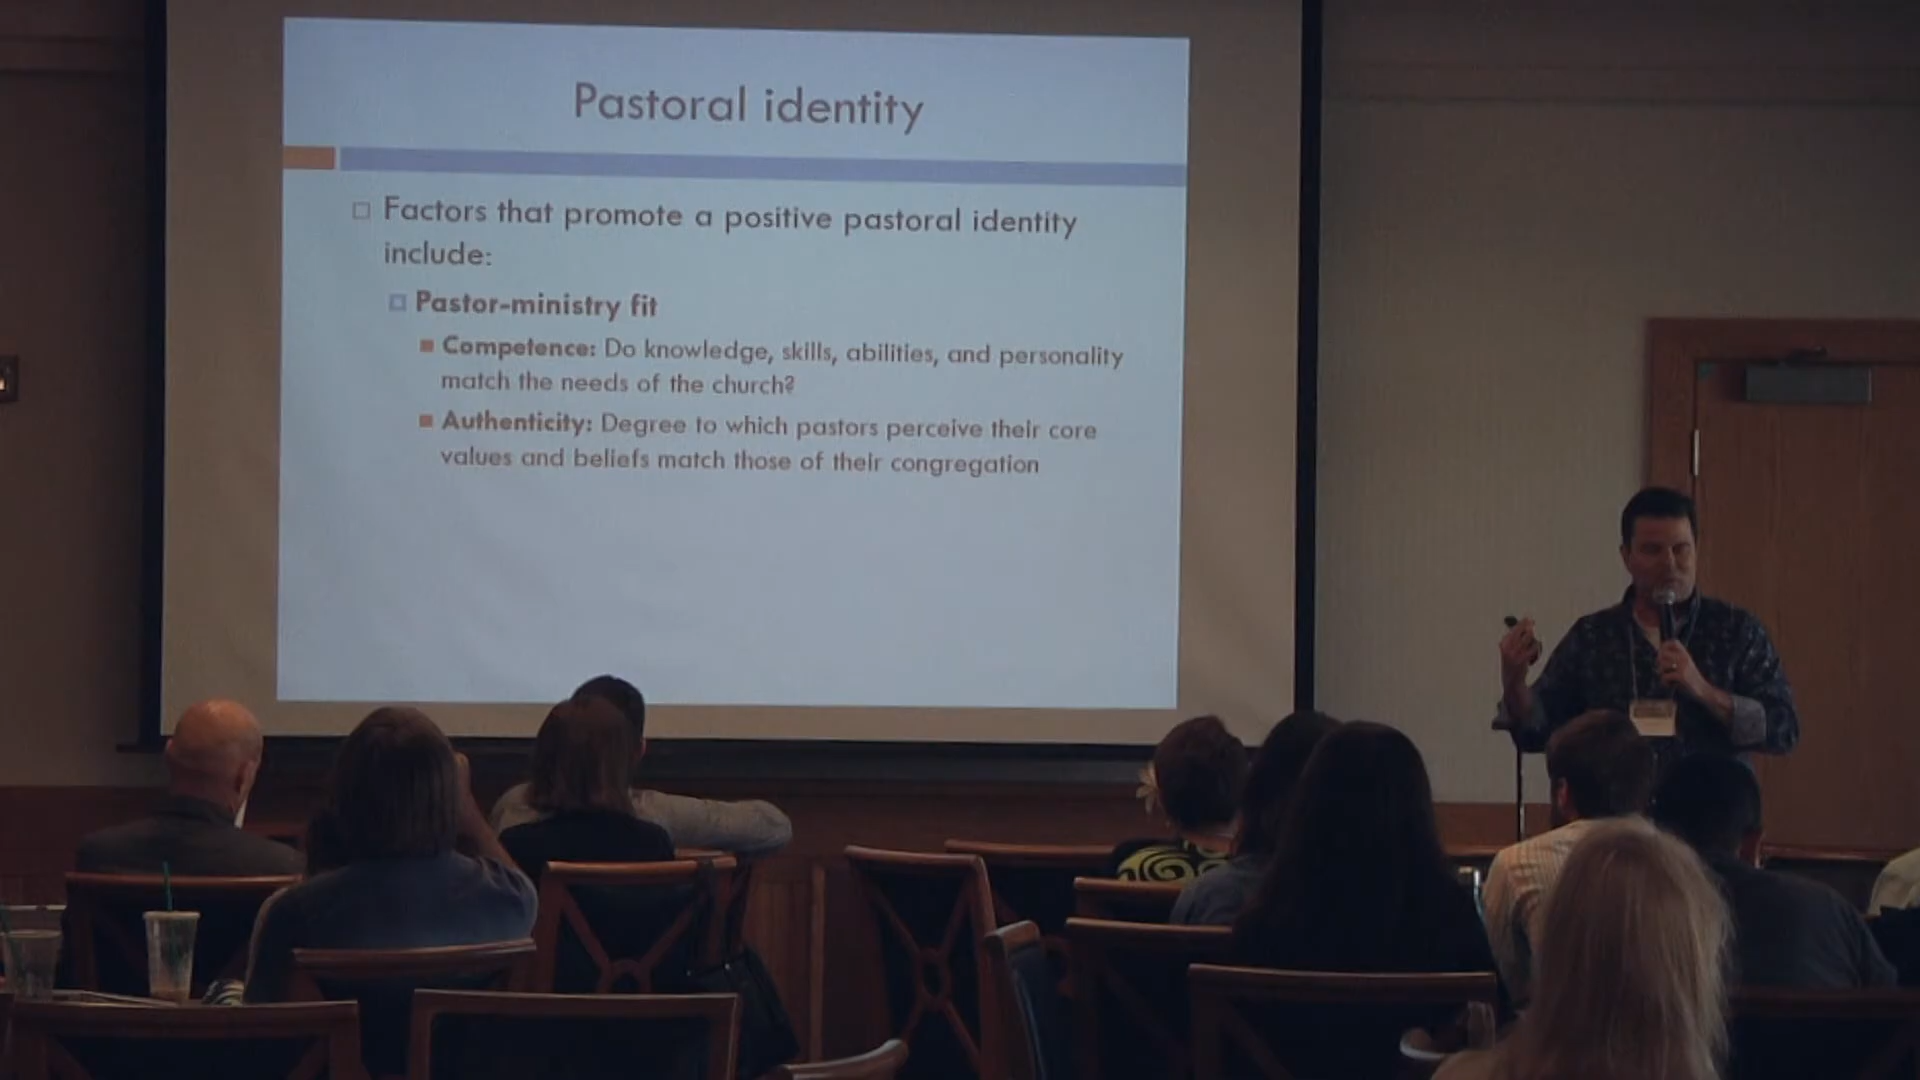 Pastoral identity
Factors that promote a positive pastoral identity
include:
Pastor-ministry fit
Competence: Do knowledge, skills, abilities, and personality
match the needs of the church?
Authenticity: Degree to which pastors perceive their core
values and beliefs match those of their congregation